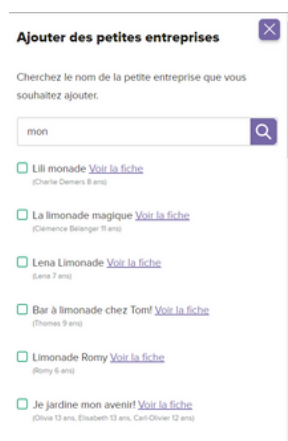 Ajouter des petites entreprises
Cherchez le nom de la petite entreprise que vous
souhaitez ajouter.
mon
Lili monade Voir la fiche
(Charlie Demers 8 ans)
La limonade magique Voir la fiche
(Clémence Bélanger 11 ans)
Lena Limonade Voir la fiche
(Lena 7 ans)
Bar à limonade chez Tom! Voir la fiche
(Thomas 9 ans)
Limonade Romy Voir la fiche
(Romy 6 ans)
Je jardine mon avenir! Voir la fiche
(Olivia 13 ans, Elisabeth 13 ans, Carl-Olivier 12 ans)